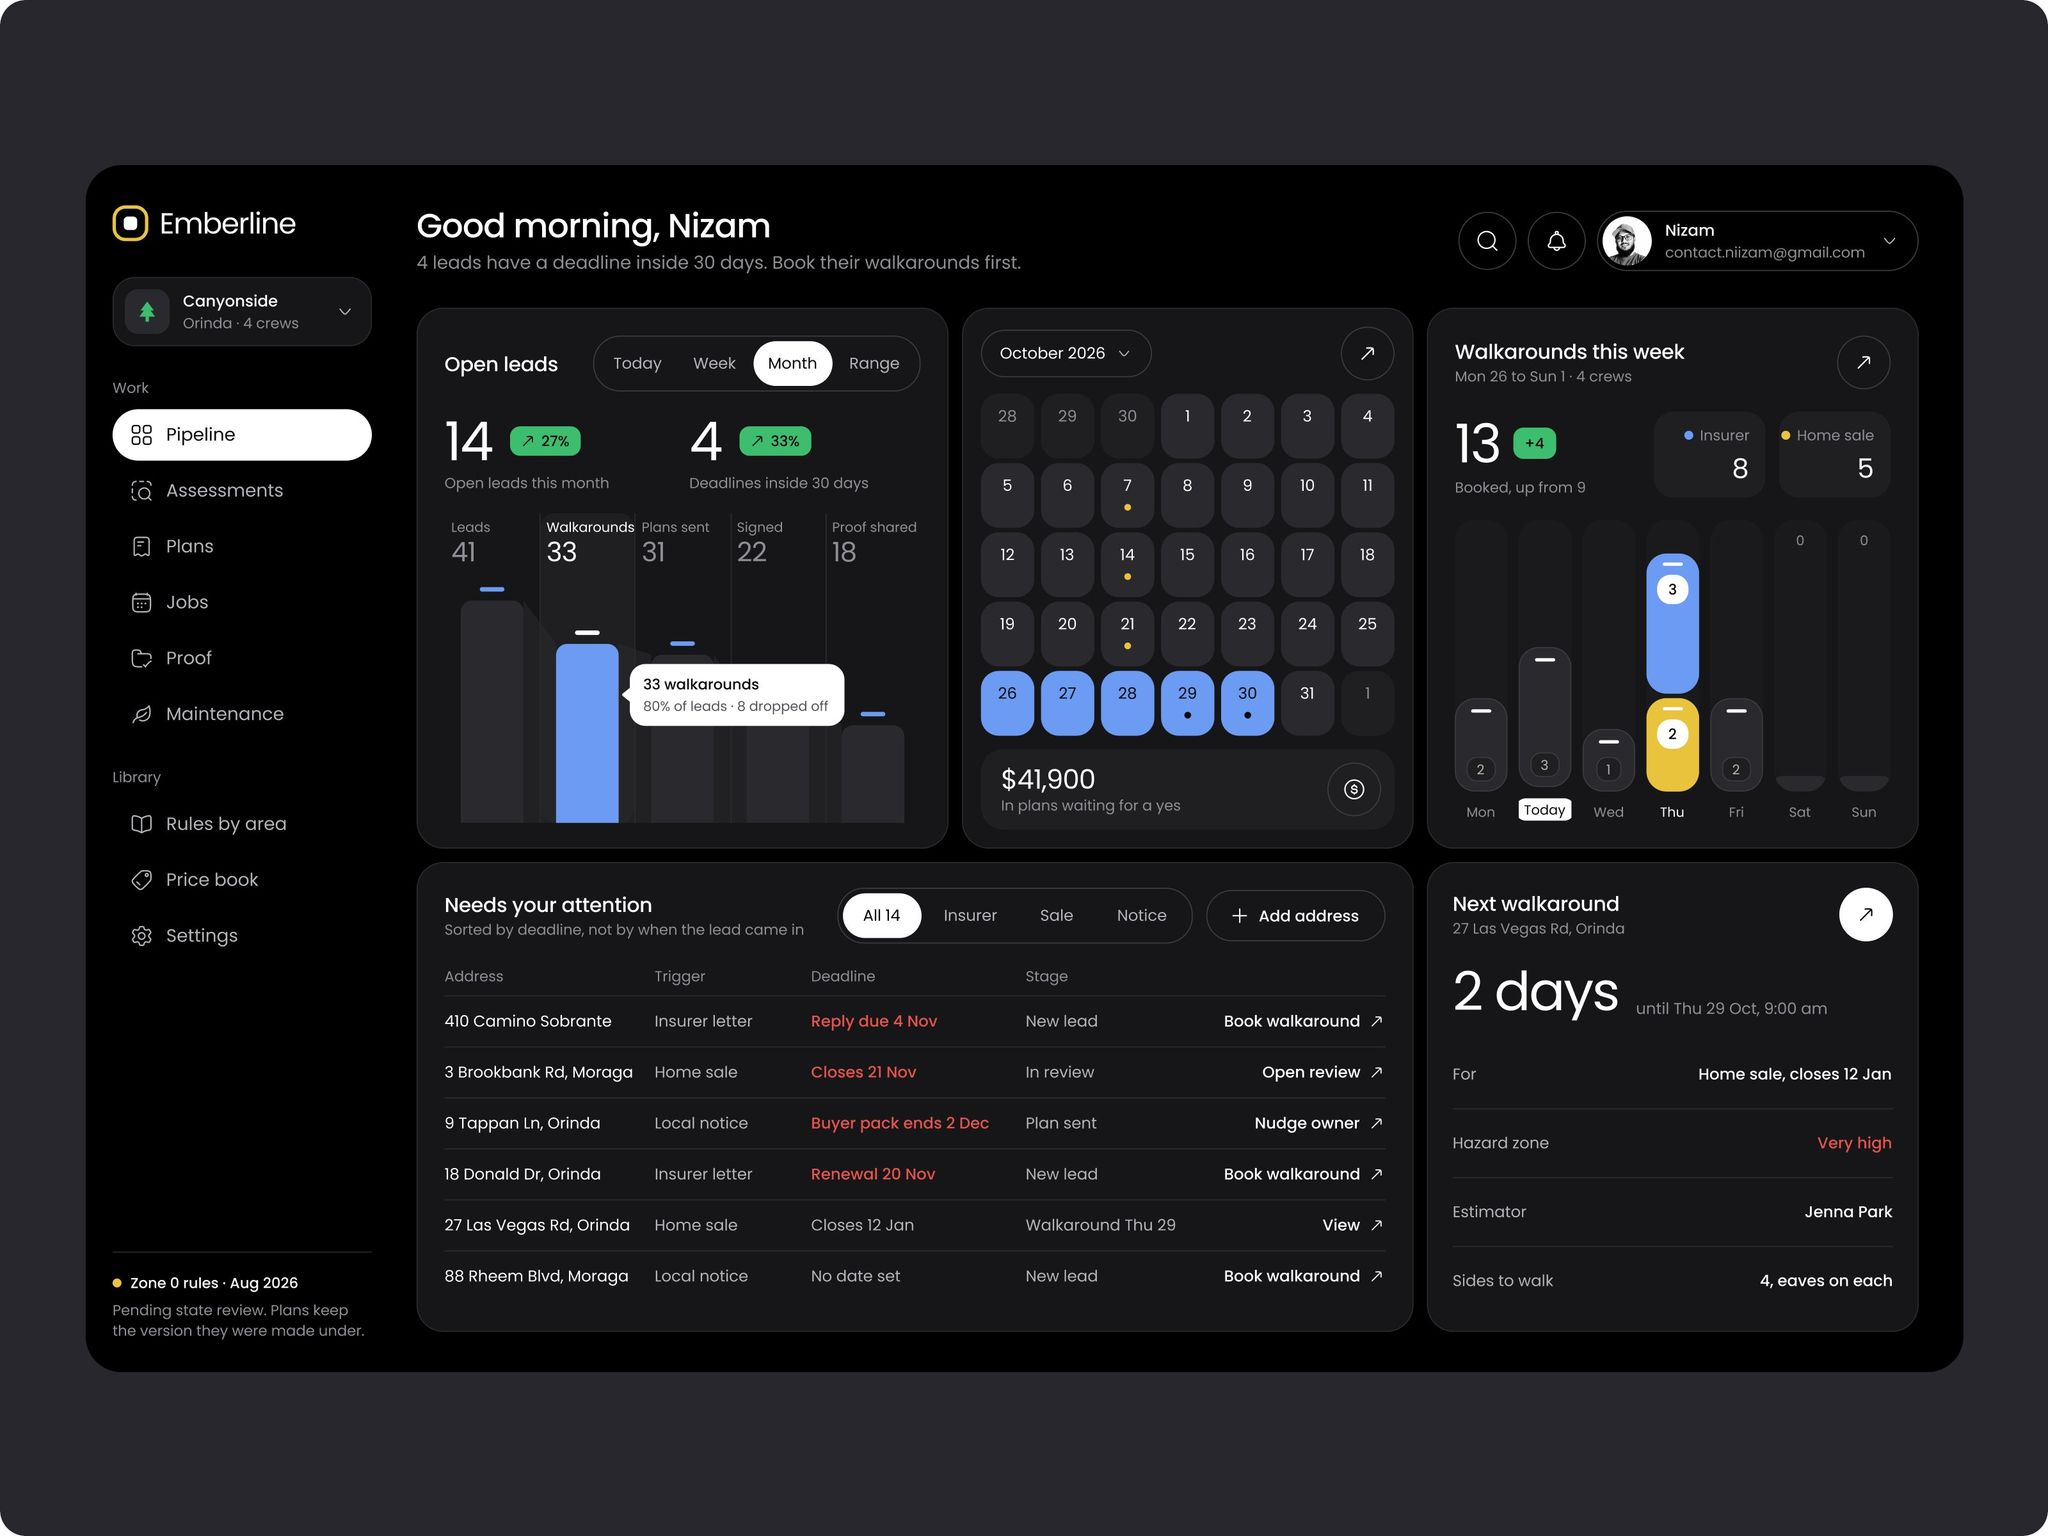 Emberline
Canyonside
Orinda · 4 crews
Work
Pipeline
Assessments
Plans
Jobs
Proof
Maintenance
Library
Rules by area
Price book
Settings
Zone 0 rules · Aug 2026
Pending state review. Plans keep
the version they were made under.
Good morning, Nizam
4 leads have a deadline inside 30 days. Book their walkarounds first.
Nizam
contact.niizam@gmail.com
Open leads
Today Week Month Range
14 27% 4 33%
Open leads this month Deadlines inside 30 days
Leads Walkarounds Plans sent Signed Proof shared
41 33 31 22 18
33 walkarounds
80% of leads · 8 dropped off
October 2026
28 29 30 1 2 3 4
5 6 7 8 9 10 11
12 13 14 15 16 17 18
19 20 21 22 23 24 25
26 27 28 29 30 31 1
$41,900
In plans waiting for a yes
$
Walkarounds this week
Mon 26 to Sun 1 · 4 crews
13 +4
Booked, up from 9
Insurer
8
Home sale
5
0 0
3
2
2 3 1 2
Mon Today Wed Thu Fri Sat Sun
Needs your attention
Sorted by deadline, not by when the lead came in
All 14 Insurer Sale Notice
Add address
Address Trigger Deadline Stage
410 Camino Sobrante Insurer letter Reply due 4 Nov New lead Book walkaround
3 Brookbank Rd, Moraga Home sale Closes 21 Nov In review Open review
9 Tappan Ln, Orinda Local notice Buyer pack ends 2 Dec Plan sent Nudge owner
18 Donald Dr, Orinda Insurer letter Renewal 20 Nov New lead Book walkaround
27 Las Vegas Rd, Orinda Home sale Closes 12 Jan Walkaround Thu 29 View
88 Rheem Blvd, Moraga Local notice No date set New lead Book walkaround
Next walkaround
27 Las Vegas Rd, Orinda
2 days until Thu 29 Oct, 9:00 am
For Home sale, closes 12 Jan
Hazard zone Very high
Estimator Jenna Park
Sides to walk 4, eaves on each